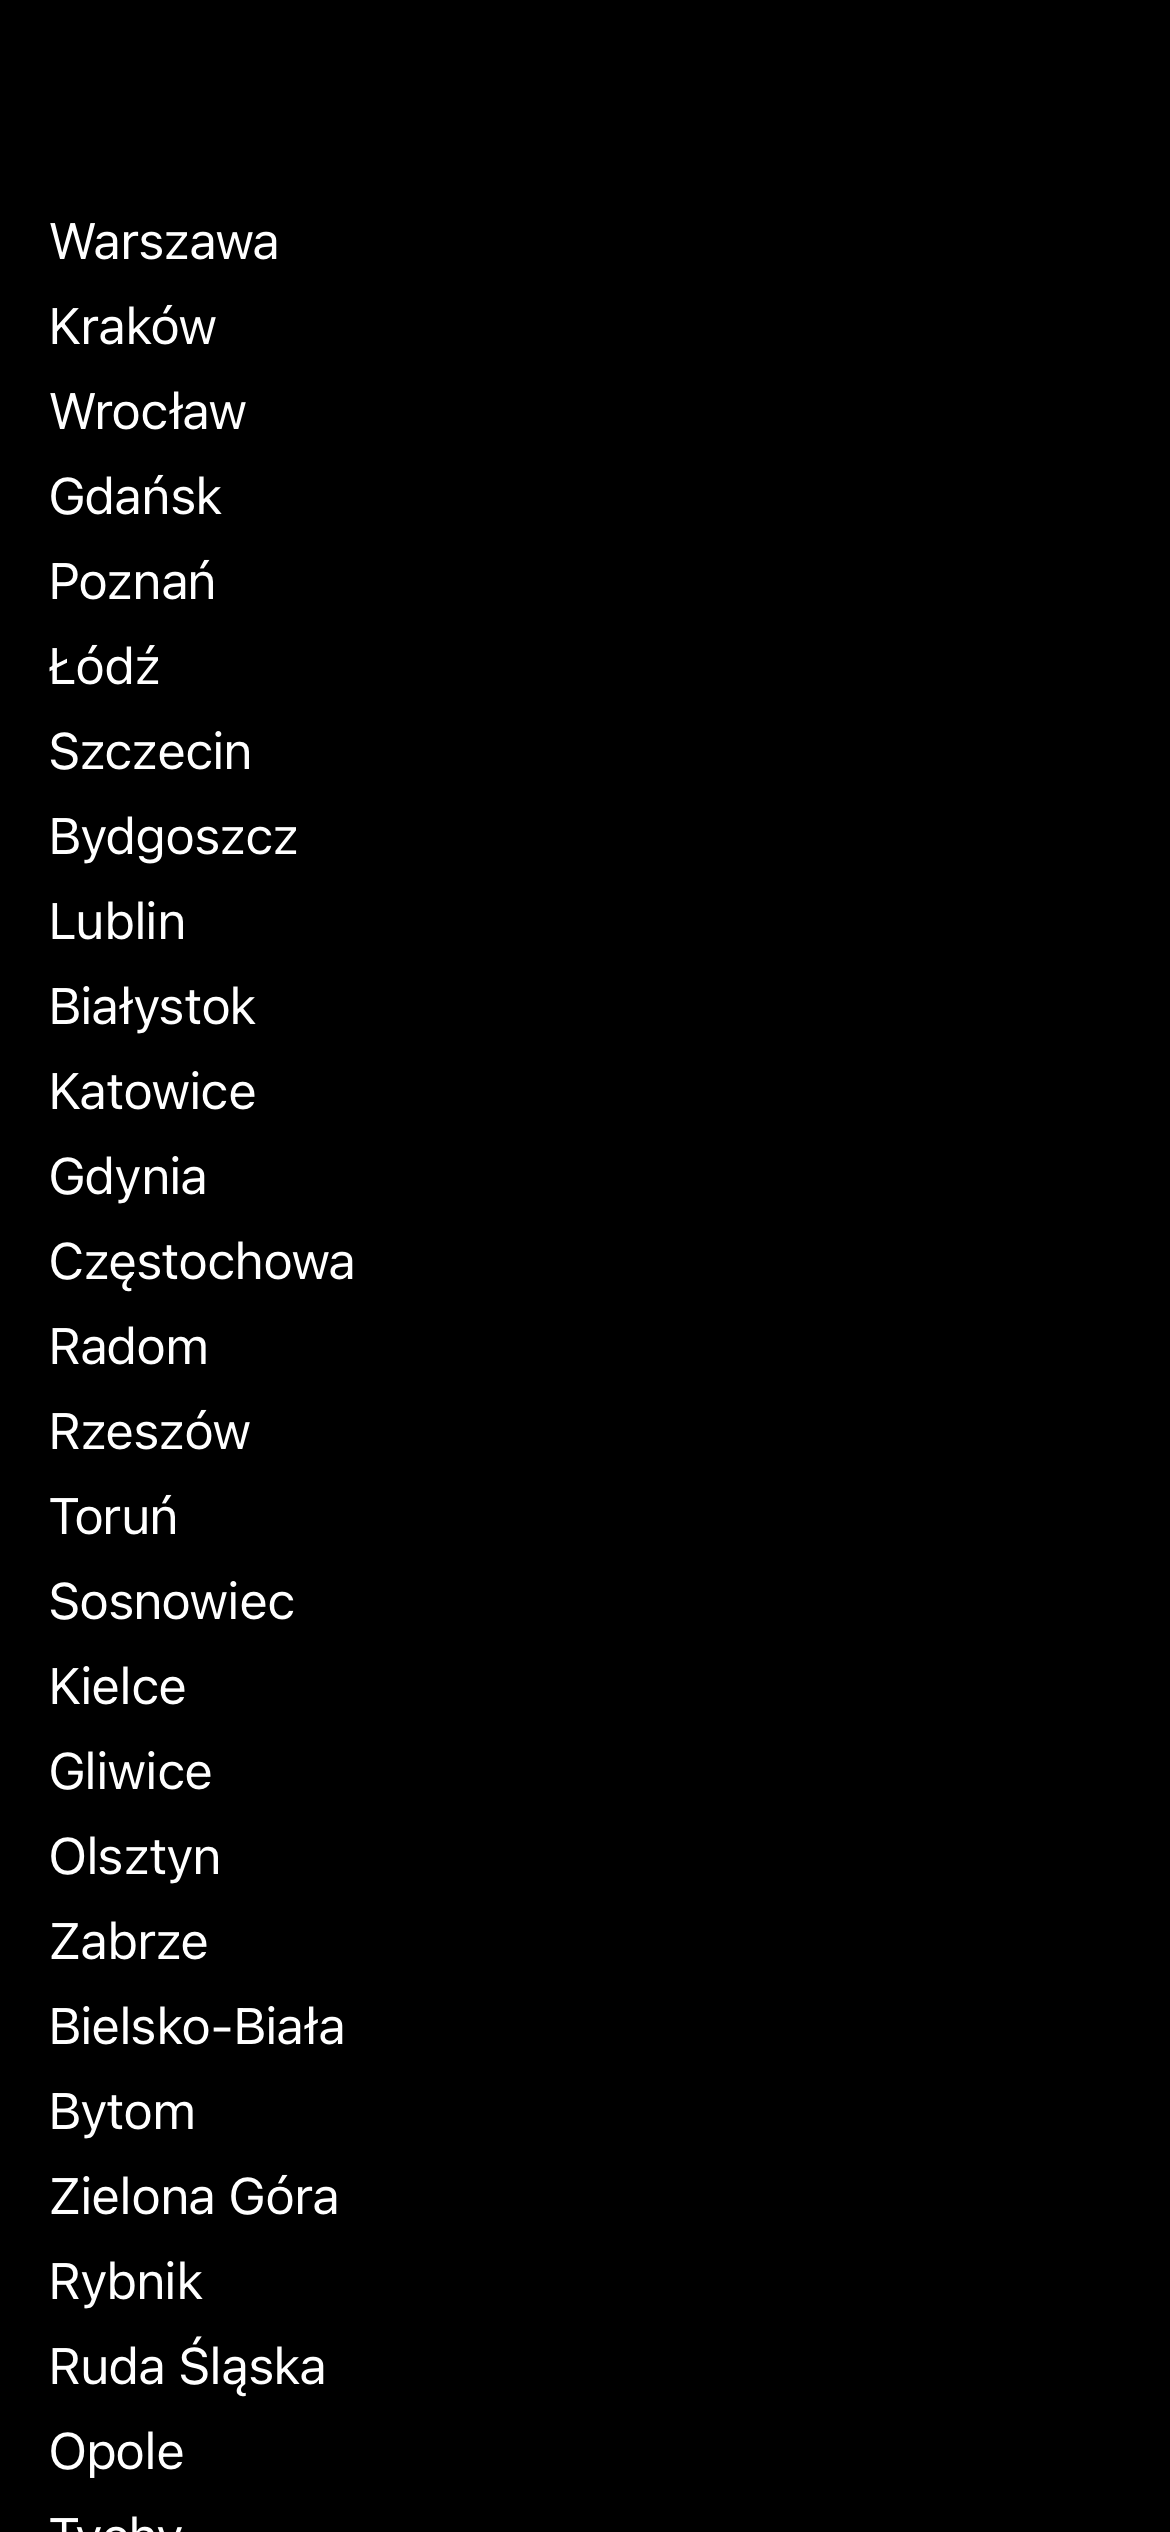 Warszawa
Kraków
Wrocław
Gdańsk
Poznań
Łódź
Szczecin
Bydgoszcz
Lublin
Białystok
Katowice
Gdynia
Częstochowa
Radom
Rzeszów
Toruń
Sosnowiec
Kielce
Gliwice
Olsztyn
Zabrze
Bielsko-Biała
Bytom
Zielona Góra
Rybnik
Ruda Śląska
Opole
Tychy